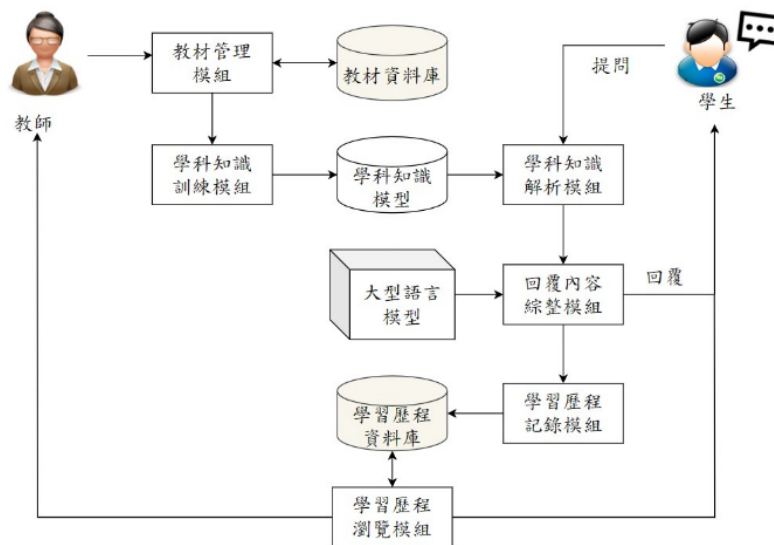 教師
教材管理
模組
教材資料庫
提問
學生
學科知識
訓練模組
學科知識
模型
學科知識
解析模組
大型語言
模型
回覆內容
綜整模組
回覆
學習歷程
資料庫
學習歷程
記錄模組
學習歷程
瀏覽模組